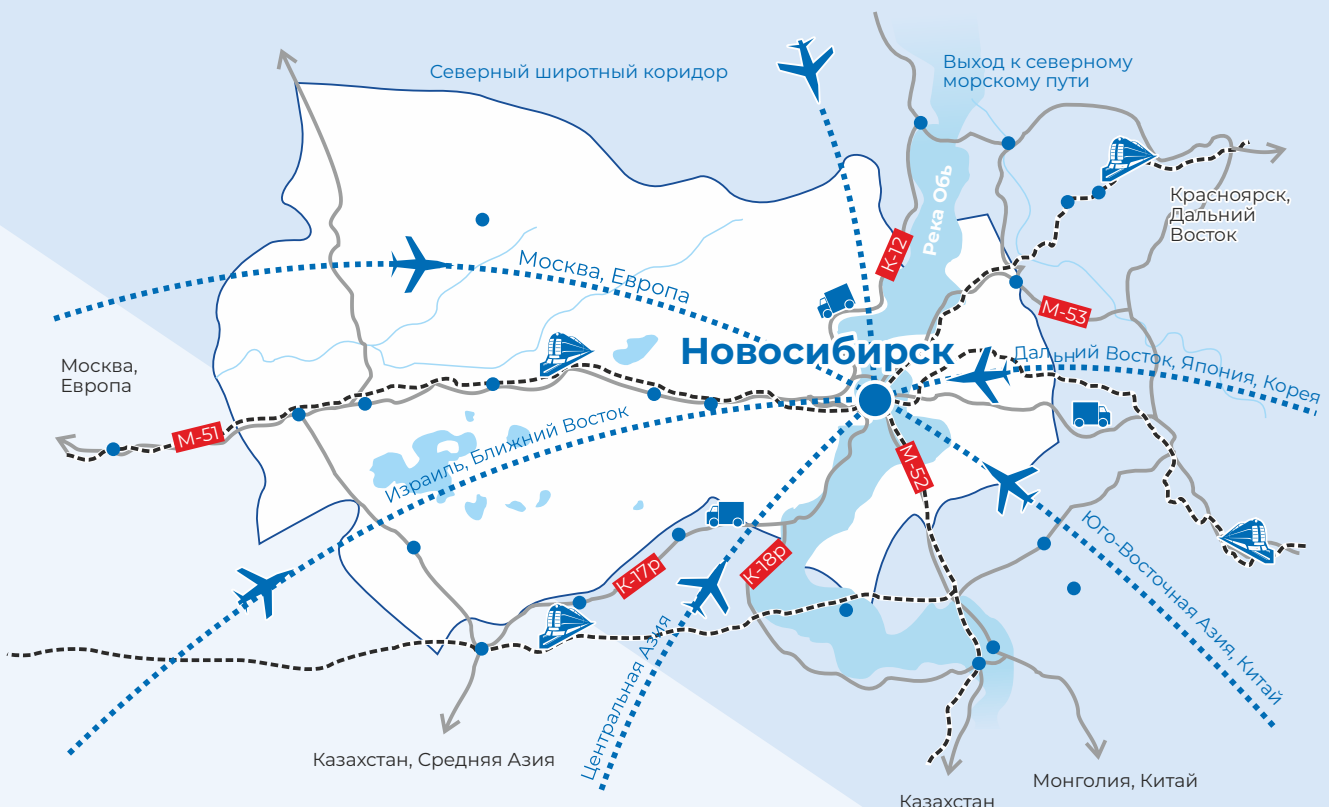 Северный широтный коридор
Выход к северному
морскому пути
Река Обь
К-12
Красноярск,
Дальний
Восток
Москва, Европа
М-53
Новосибирск
Дальний Восток, Япония, Корея
Москва,
Европа
М-51
Израиль, Ближний Восток
М-52
К-17р
К-18р
Юго-Восточная Азия, Китай
Центральная Азия
Казахстан, Средняя Азия
Монголия, Китай
Казахстан